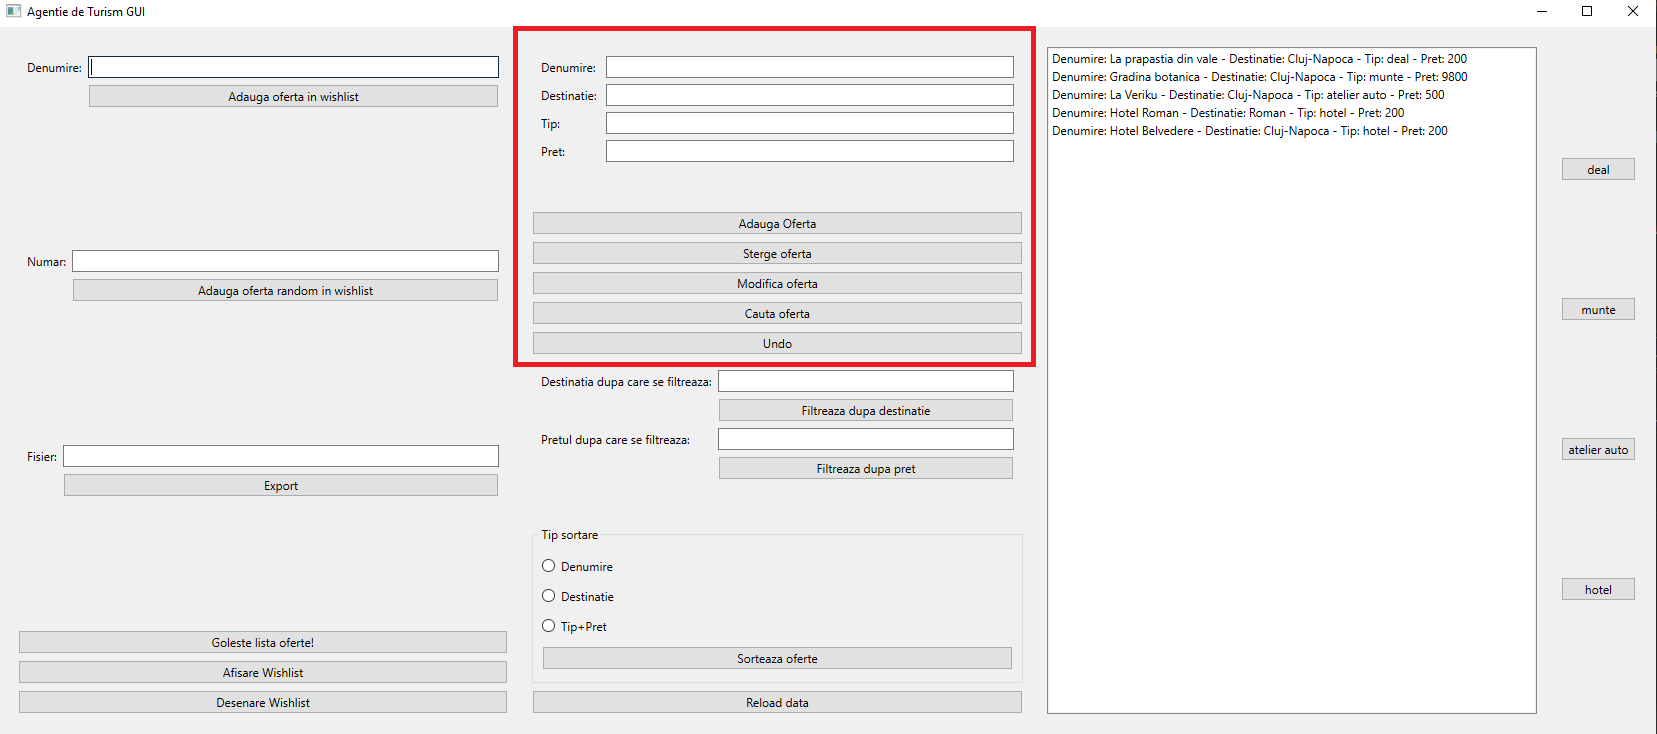 Agentie de Turism GUI
Denumire:
Adauga oferta in wishlist
Numar:
Adauga oferta random in wishlist
Fisier:
Export
Goleste lista oferte!
Afisare Wishlist
Desenare Wishlist
Denumire:
Destinatie:
Tip:
Pret:
Adauga Oferta
Sterge oferta
Modifica oferta
Cauta oferta
Undo
Destinatia dupa care se filtreaza:
Filtreaza dupa destinatie
Pretul dupa care se filtreaza:
Filtreaza dupa pret
Tip sortare
Denumire
Destinatie
Tip+Pret
Sorteaza oferte
Reload data
Denumire: La prapastia din vale - Destinatie: Cluj-Napoca - Tip: deal - Pret: 200
Denumire: Gradina botanica - Destinatie: Cluj-Napoca - Tip: munte - Pret: 9800
Denumire: La Veriku - Destinatie: Cluj-Napoca - Tip: atelier auto - Pret: 500
Denumire: Hotel Roman - Destinatie: Roman - Tip: hotel - Pret: 200
Denumire: Hotel Belvedere - Destinatie: Cluj-Napoca - Tip: hotel - Pret: 200
deal
munte
atelier auto
hotel